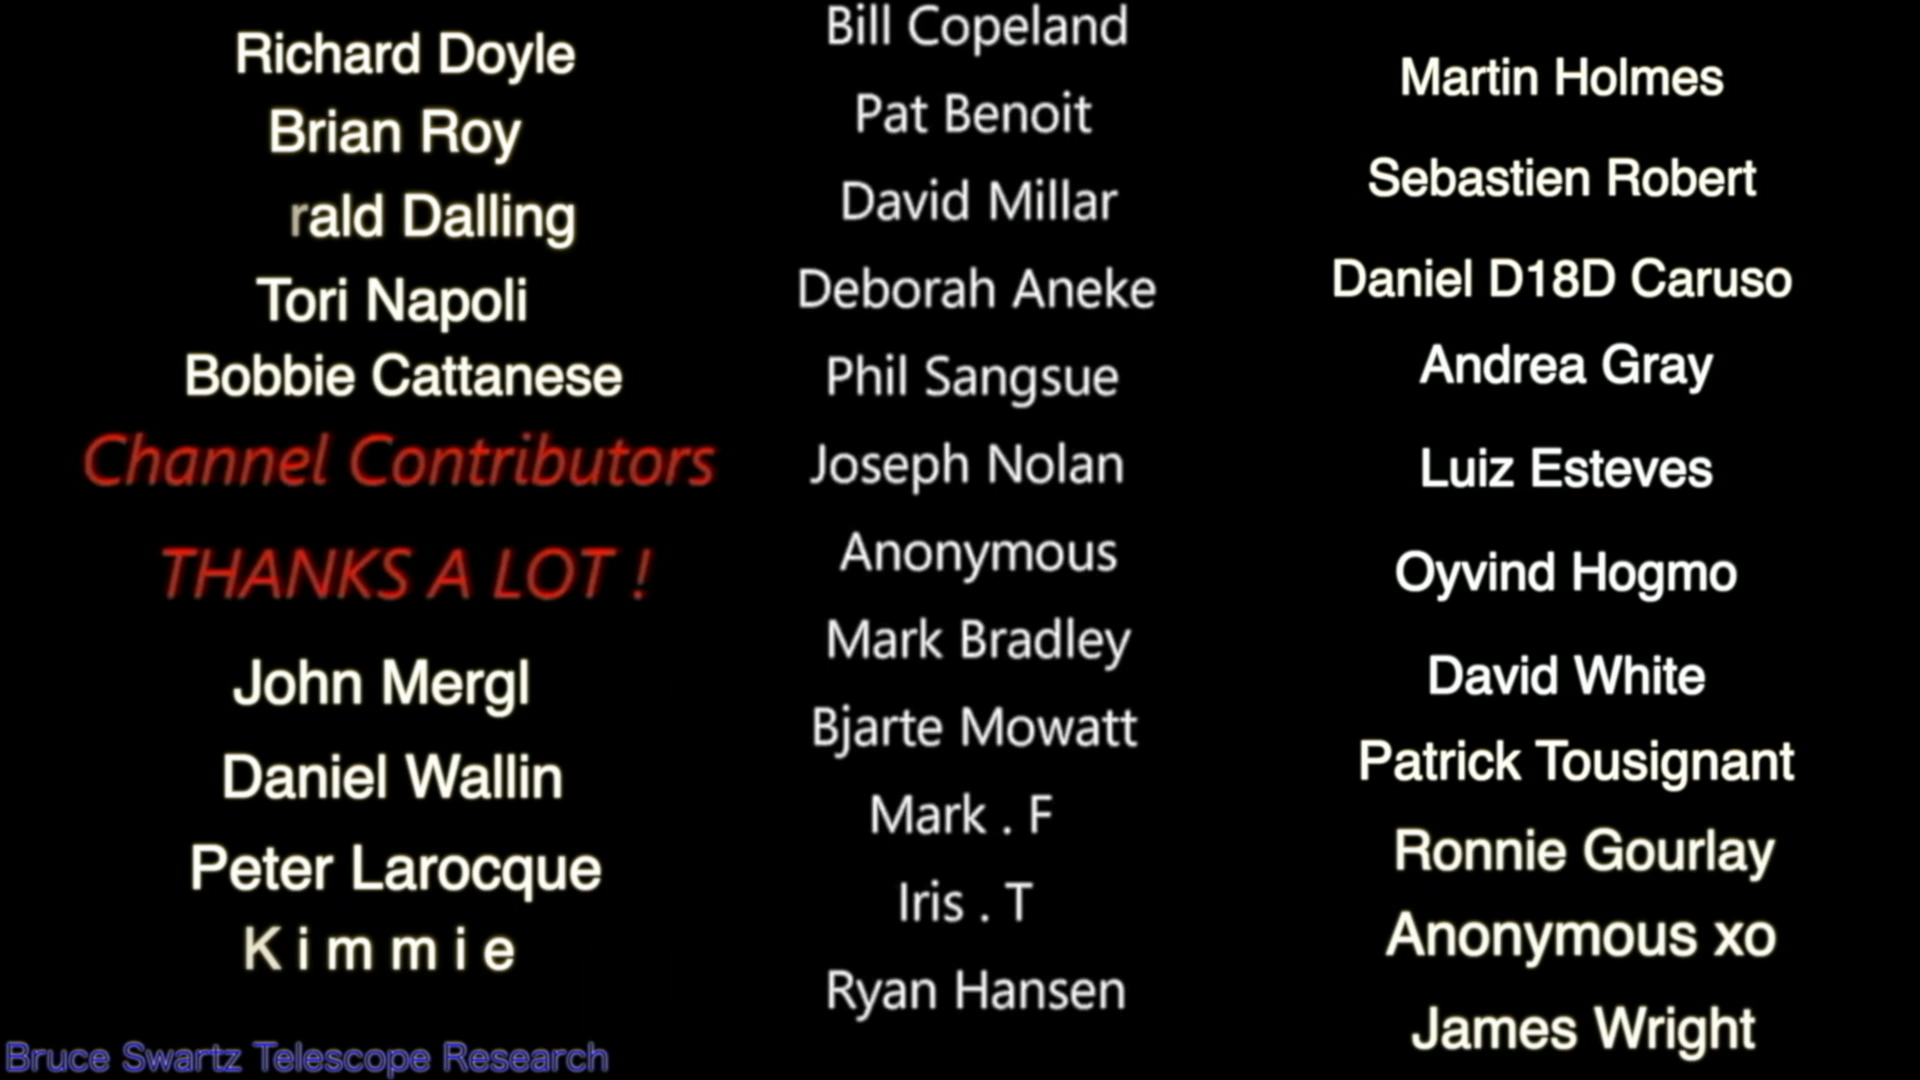 Richard Doyle
Brian Roy
rald Dalling
Tori Napoli
Bobbie Cattanese
Channel Contributors
THANKS A LOT !
John Mergl
Daniel Wallin
Peter Larocque
K i m m i e
Bruce Swartz Telescope Research
Bill Copeland
Pat Benoit
David Millar
Deborah Aneke
Phil Sangsue
Joseph Nolan
Anonymous
Mark Bradley
Bjarte Mowatt
Mark . F
Iris . T
Ryan Hansen
Martin Holmes
Sebastien Robert
Daniel D18D Caruso
Andrea Gray
Luiz Esteves
Oyvind Hogmo
David White
Patrick Tousignant
Ronnie Gourlay
Anonymous xo
James Wright